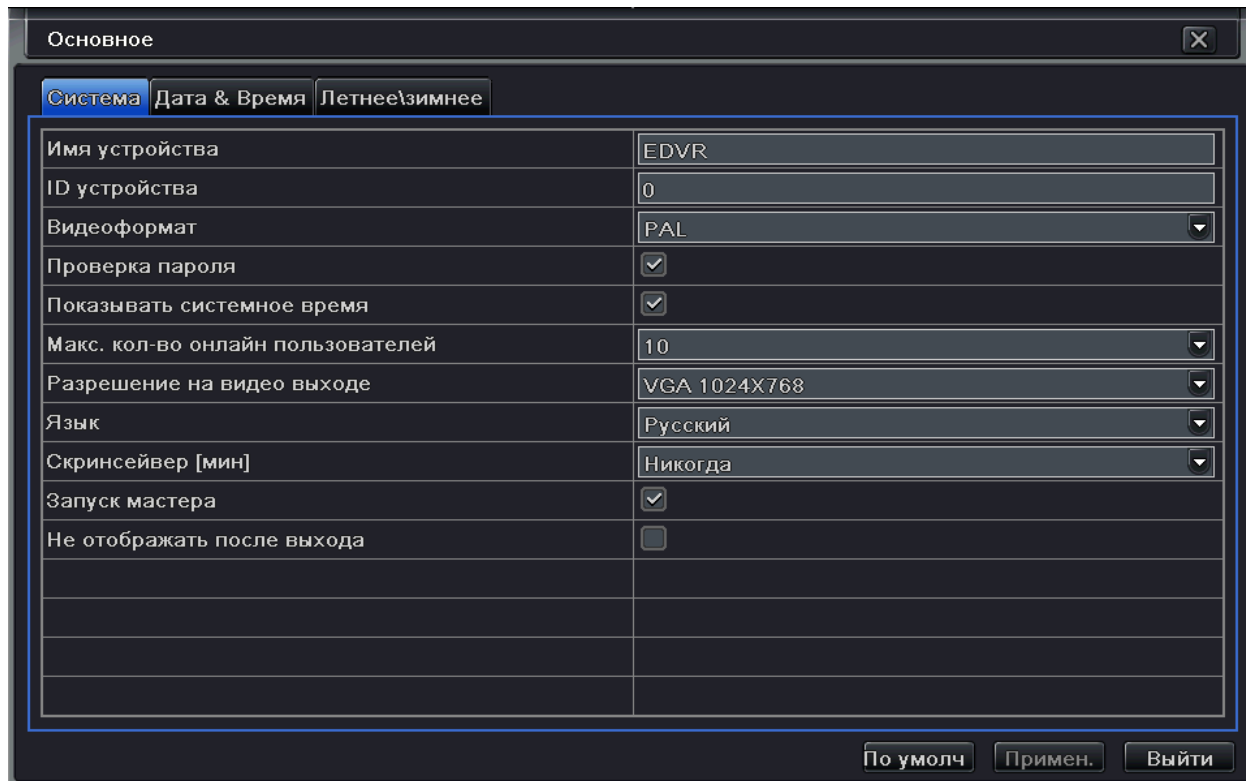 Основное
Система Дата & Время Летнее\зимнее
Имя устройства EDVR
ID устройства 0
Видеоформат PAL
Проверка пароля
Показывать системное время
Макс. кол-во онлайн пользователей 10
Разрешение на видео выходе VGA 1024X768
Язык Русский
Скринсейвер [мин] Никогда
Запуск мастера
Не отображать после выхода
По умолч Примен. Выйти